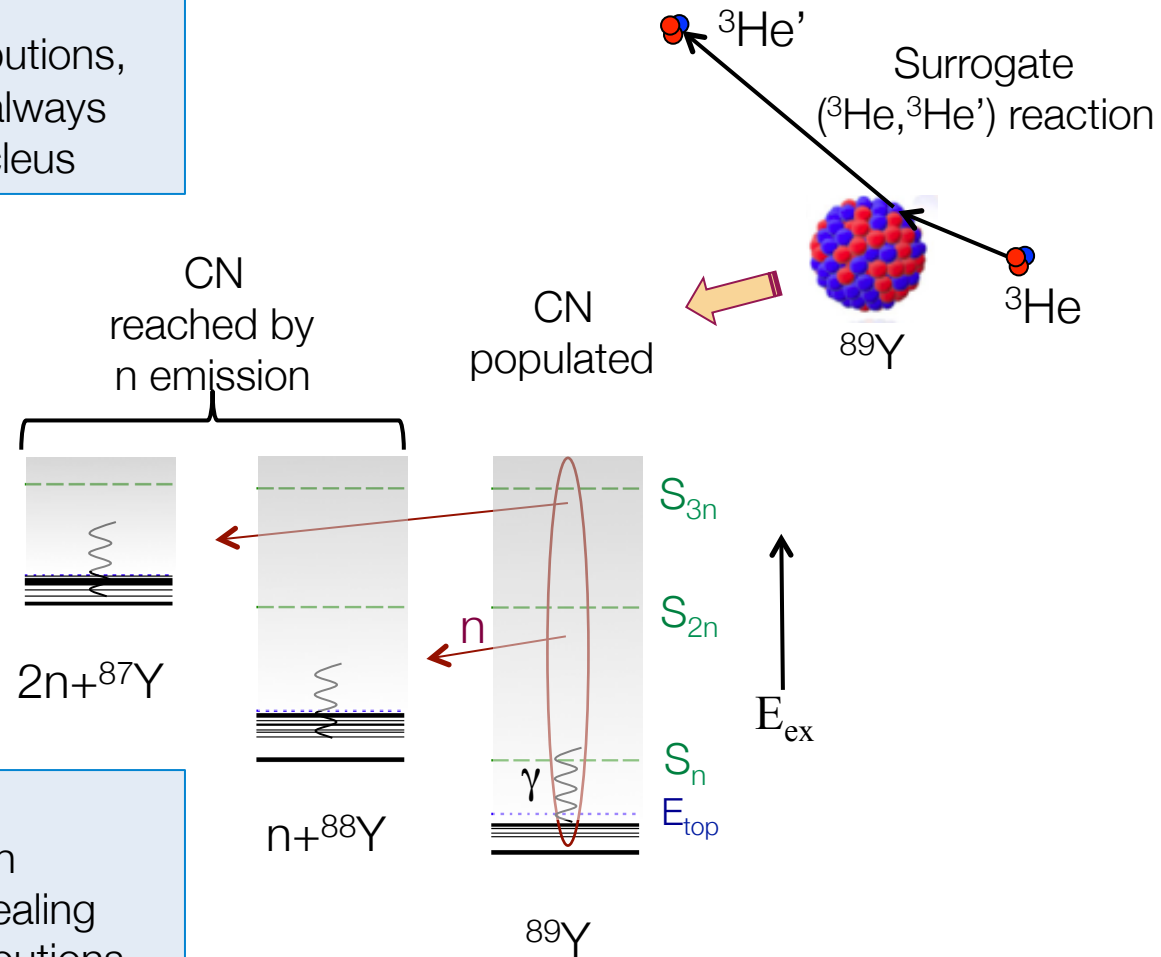 butions,
always
cleus
³He’
Surrogate
(³He,³He’) reaction
³He
⁸⁹Y
CN
reached by
n emission
CN
populated
S₃ₙ
S₂ₙ
n
Eₑₓ
Sₙ
γ
Eₜₒₚ
2n+⁸⁷Y
n+⁸⁸Y
⁸⁹Y
ealing